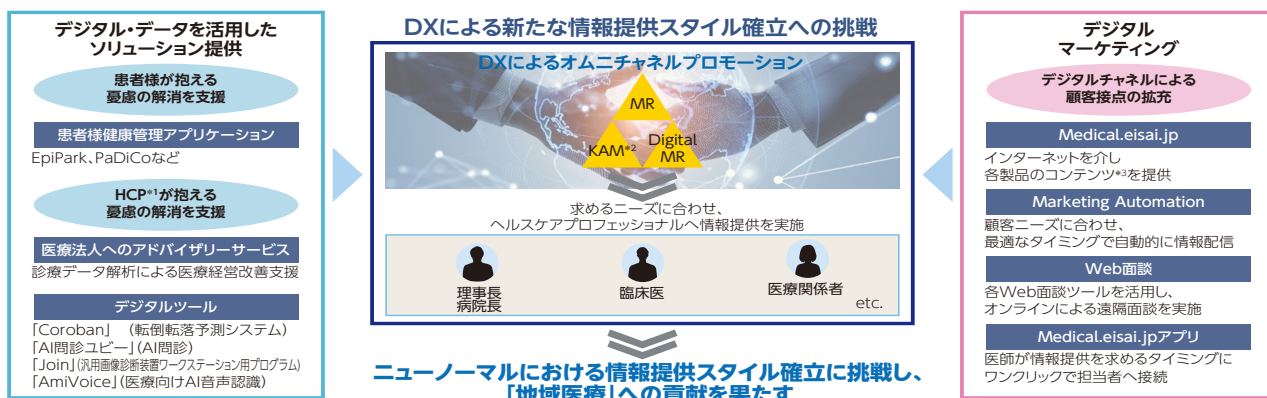 デジタル・データを活用した
ソリューション提供
患者様が抱える
憂慮の解消を支援
患者様健康管理アプリケーション
EpiPark、PaDiCoなど
HCP*1が抱える
憂慮の解消を支援
医療法人へのアドバイザリーサービス
診療データ解析による医療経営改善支援
デジタルツール
「Coroban」 (転倒転落予測システム)
「AI問診ユビー」(AI問診)
「Join」(汎用画像診断装置ワークステーション用プログラム)
「AmiVoice」(医療向けAI音声認識)
DXによる新たな情報提供スタイル確立への挑戦
DXによるオムニチャネルプロモーション
MR
KAM*2
Digital
MR
求めるニーズに合わせ、
ヘルスケアプロフェッショナルへ情報提供を実施
理事長
病院長
臨床医
医療関係者
etc.
ニューノーマルにおける情報提供スタイル確立に挑戦し、
「地域医療」への貢献を果たす
デジタル
マーケティング
デジタルチャネルによる
顧客接点の拡充
Medical.eisai.jp
インターネットを介し
各製品のコンテンツ*3を提供
Marketing Automation
顧客ニーズに合わせ、
最適なタイミングで自動的に情報配信
Web面談
各Web面談ツールを活用し、
オンラインによる遠隔面談を実施
Medical.eisai.jpアプリ
医師が情報提供を求めるタイミングに
ワンクリックで担当者へ接続